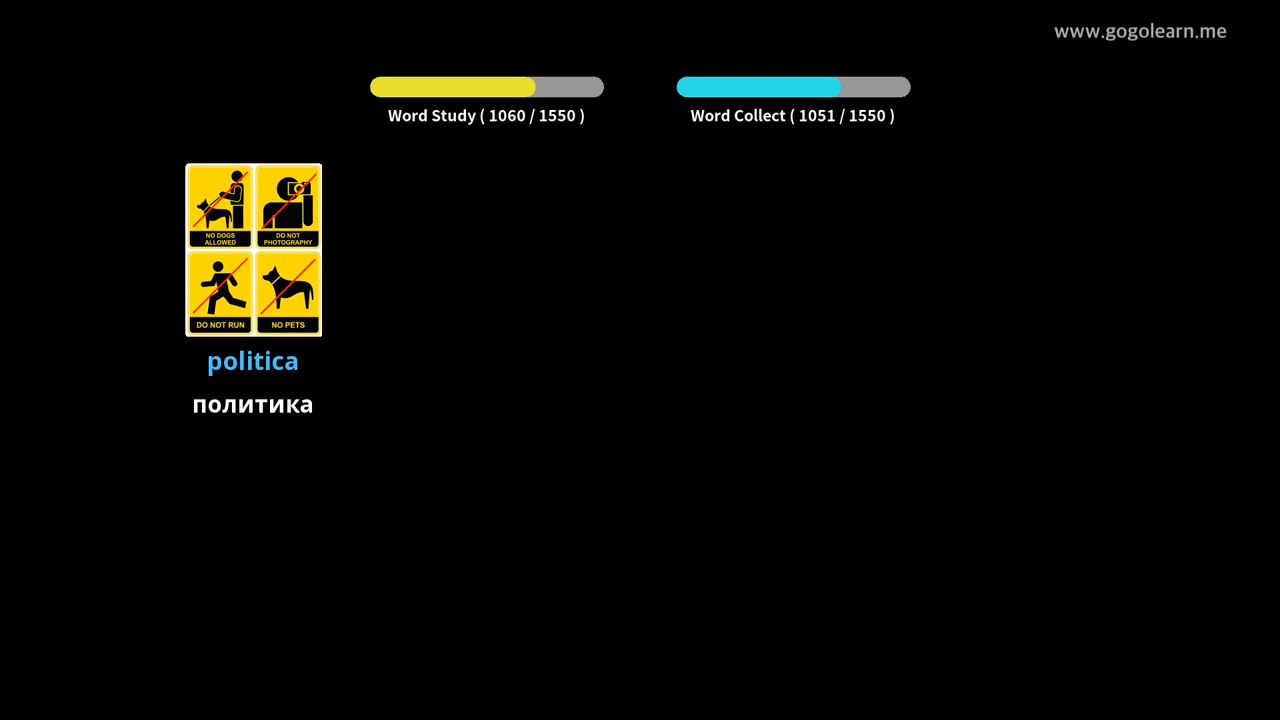 www.gogolearn.me
Word Study ( 1060 / 1550 )
Word Collect ( 1051 / 1550 )
NO DOGS
ALLOWED
DO NOT
PHOTOGRAPHY
DO NOT RUN
NO PETS
politica
политика